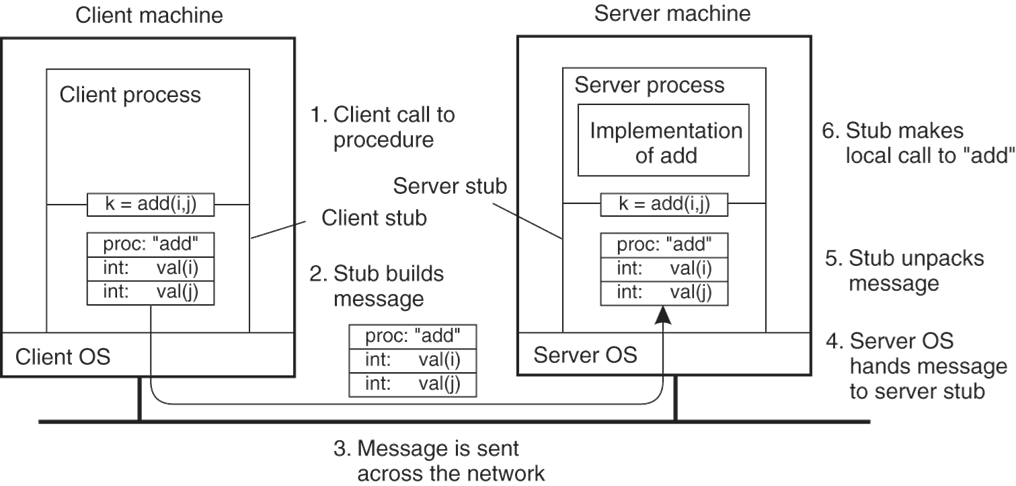 Client machine
Server machine
Client process
1. Client call to
procedure
Server process
Implementation
of add
6. Stub makes
local call to "add"
Server stub
k = add(i,j)
k = add(i,j)
Client stub
proc: "add"
int: val(i)
int: val(j)
2. Stub builds
message
proc: "add"
int: val(i)
int: val(j)
5. Stub unpacks
message
proc: "add"
int: val(i)
int: val(j)
Client OS
Server OS
4. Server OS
hands message
to server stub
3. Message is sent
across the network